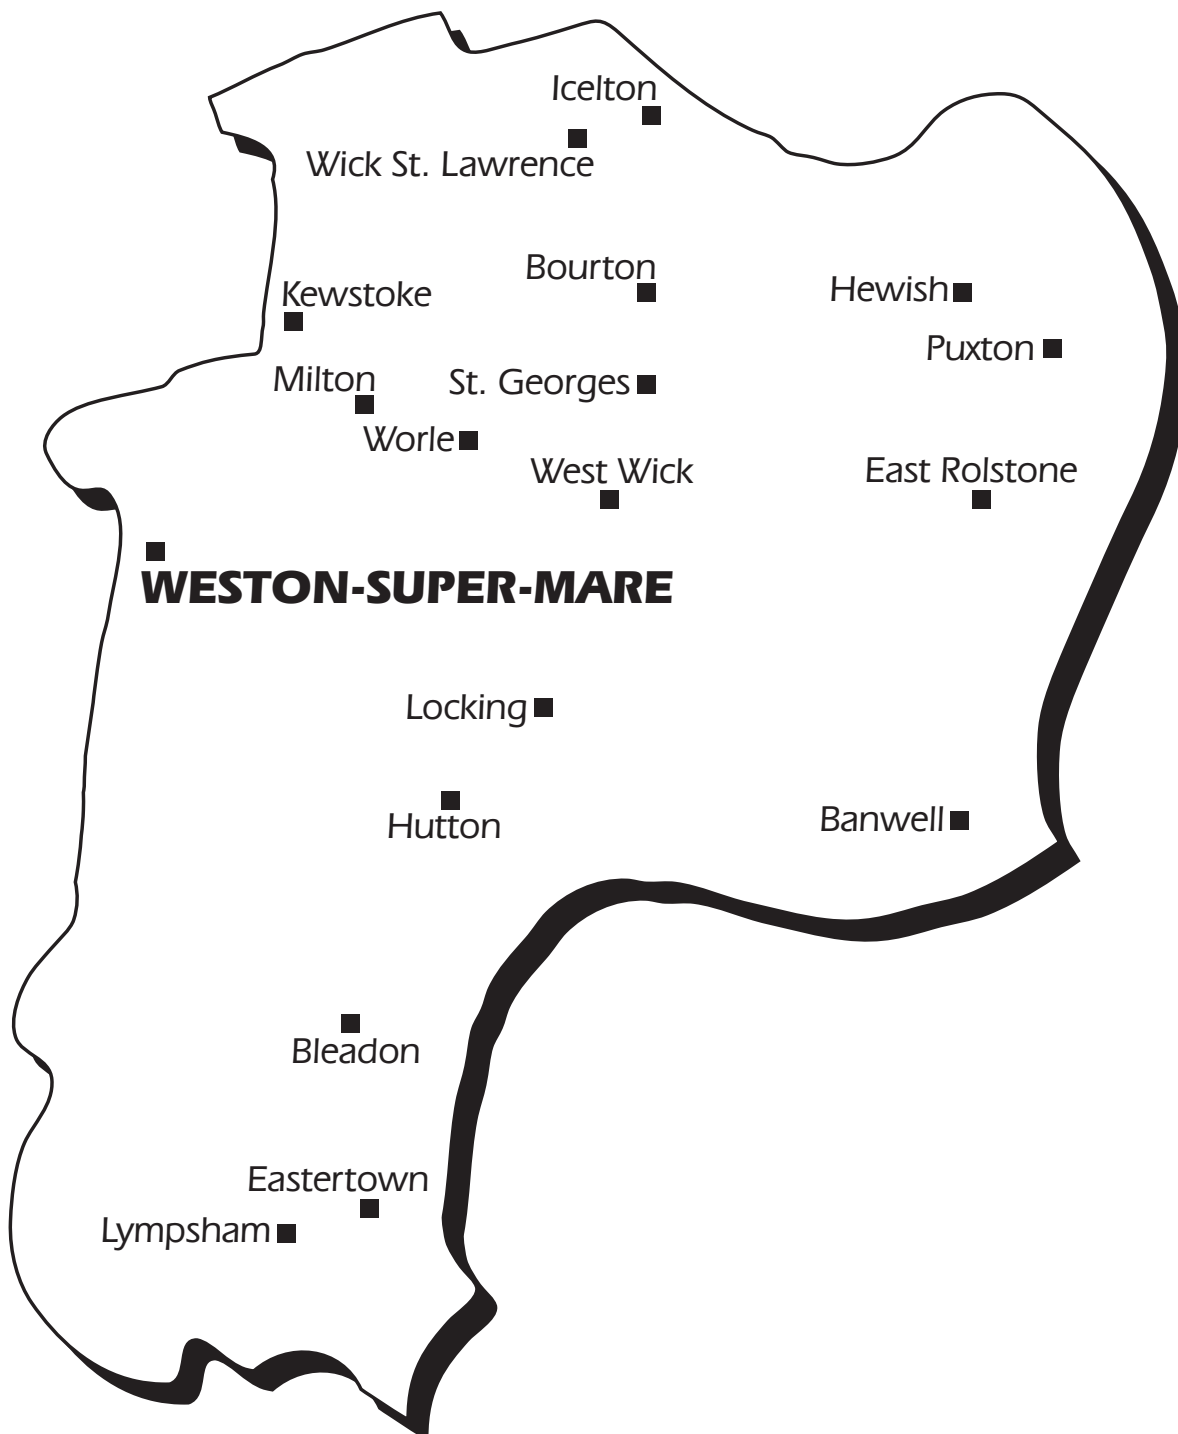 Icelton
Wick St. Lawrence
Bourton
Hewish
Kewstoke
Puxton
Milton
St. Georges
Worle
West Wick
East Rolstone
WESTON-SUPER-MARE
Locking
Hutton
Banwell
Bleadon
Eastertown
Lympsham